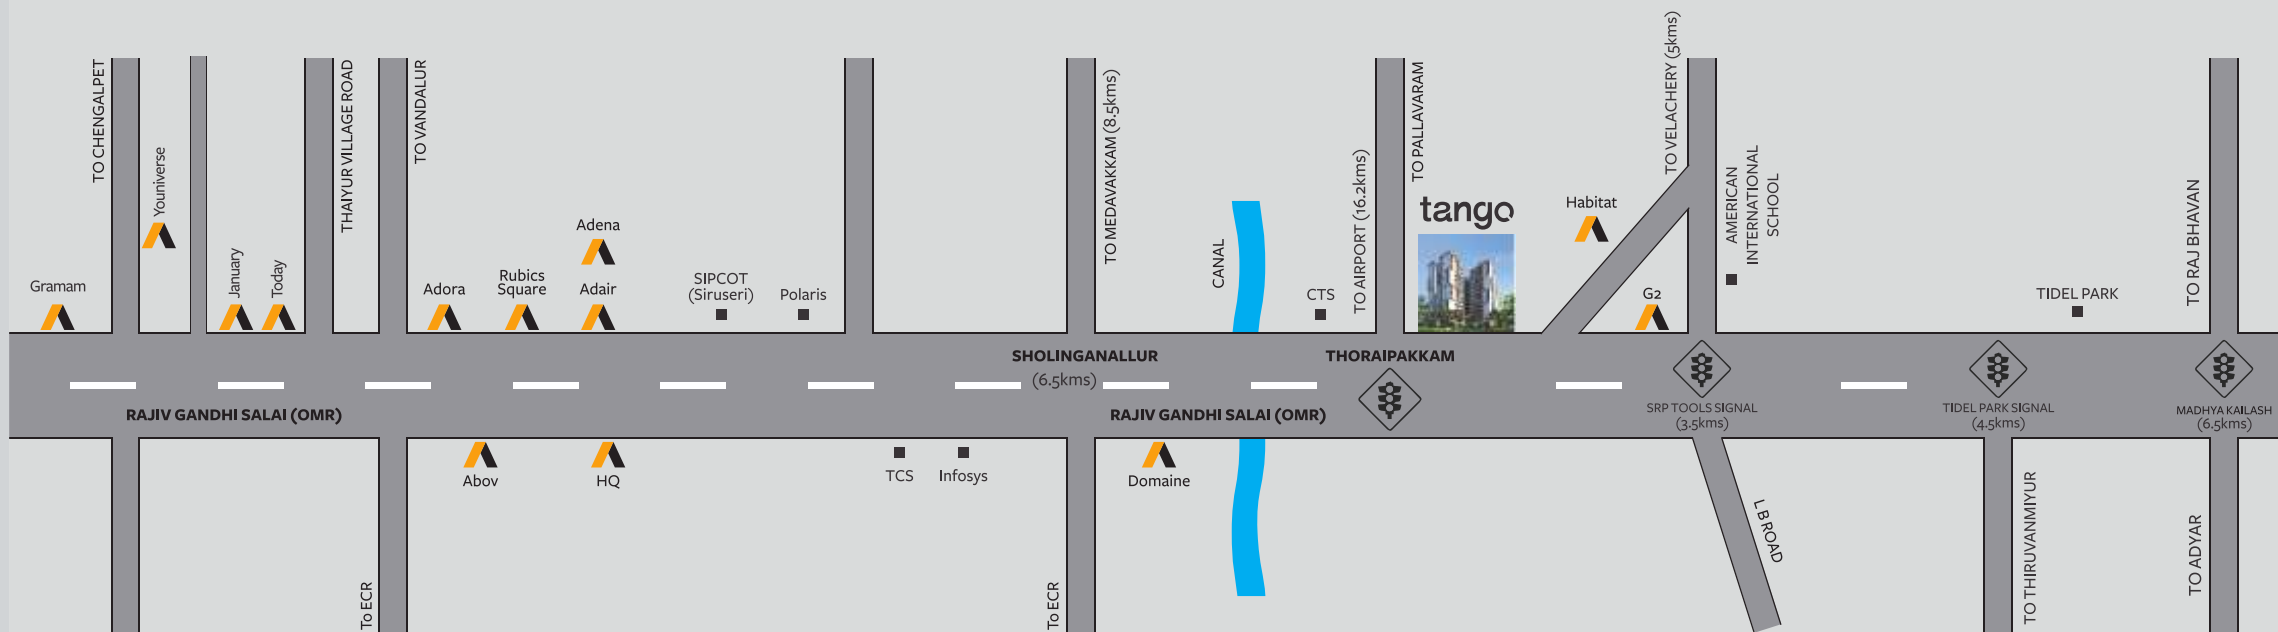 TO CHENGALPET
Youniverse
THAIYUR VILLAGE ROAD
TO VANDALUR
TO MEDAVAKKAM (8.5kms)
CANAL
TO AIRPORT (16.2kms)
TO PALLAVARAM
TO VELACHERY (5kms)
AMERICAN
INTERNATIONAL
SCHOOL
TO RAJ BHAVAN
tango
Habitat
Gramam
January
Today
Adora
Rubics
Square
Adena
Adair
SIPCOT
(Siruseri)
Polaris
CTS
G2
TIDEL PARK
SHOLINGANALLUR
(6.5kms)
THORAIPAKKAM
RAJIV GANDHI SALAI (OMR)
RAJIV GANDHI SALAI (OMR)
SRP TOOLS SIGNAL
(3.5kms)
TIDEL PARK SIGNAL
(4.5kms)
MADHYA KAILASH
(6.5kms)
Abov
HQ
TCS
Infosys
Domaine
To ECR
To ECR
L B ROAD
TO THIRUVANMIYUR
TO ADYAR